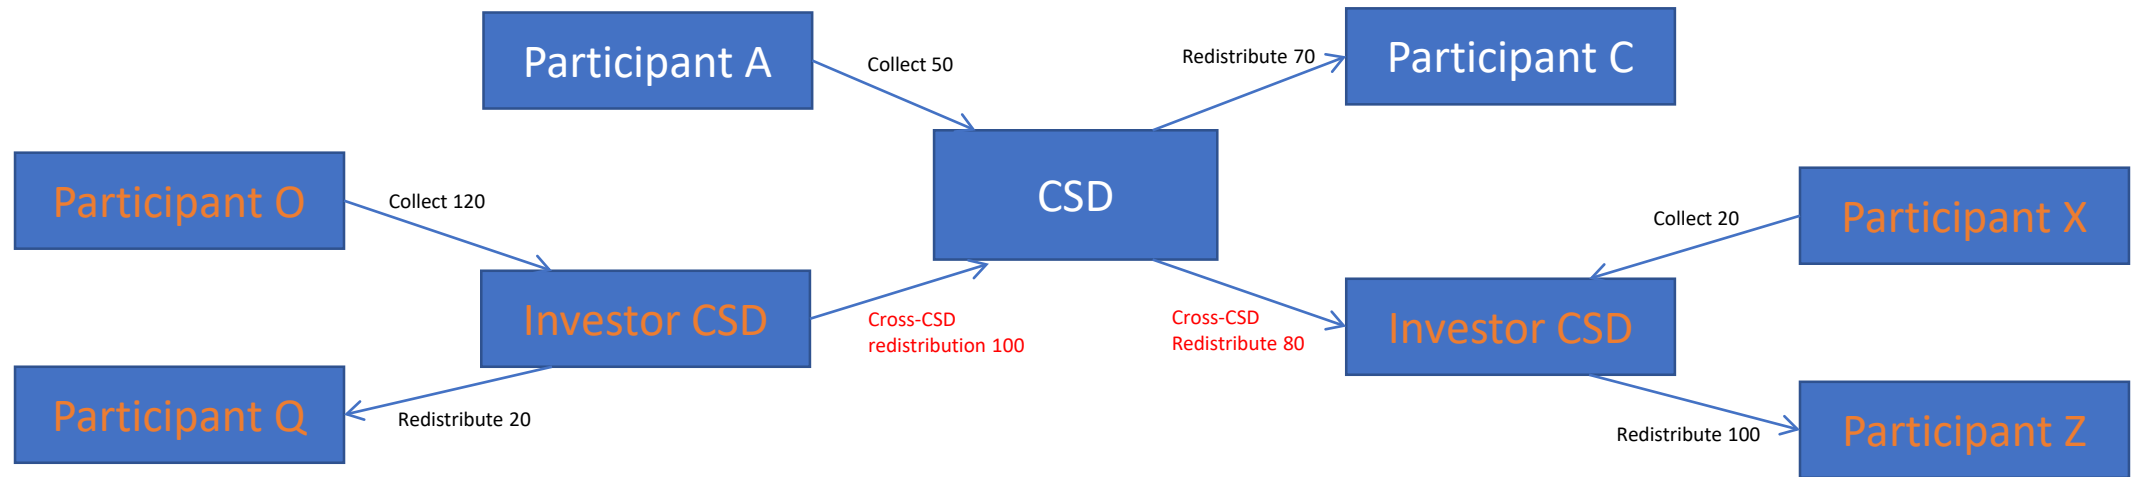 Participant A
Collect 50
Redistribute 70
Participant C
Participant O
Collect 120
CSD
Collect 20
Participant X
Investor CSD
Cross-CSD
redistribution 100
Cross-CSD
Redistribute 80
Investor CSD
Participant Q
Redistribute 20
Redistribute 100
Participant Z